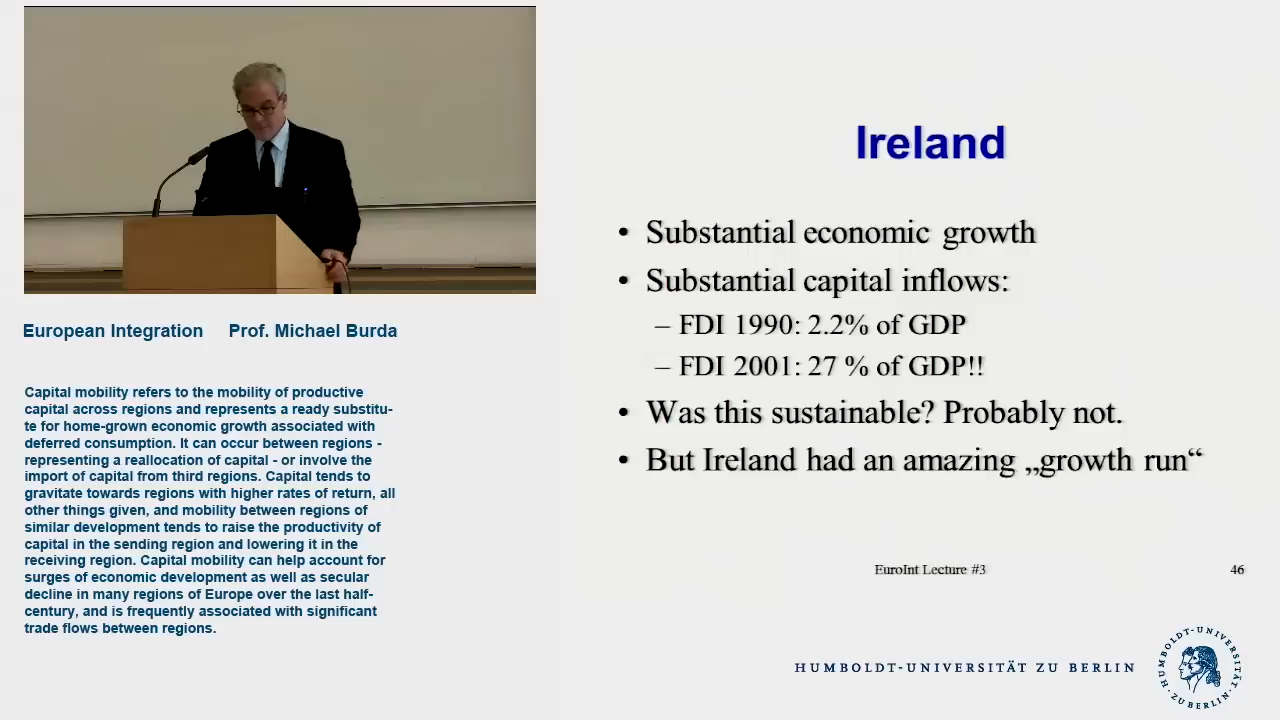 Ireland
• Substantial economic growth
• Substantial capital inflows:
– FDI 1990: 2.2% of GDP
– FDI 2001: 27 % of GDP!!
• Was this sustainable? Probably not.
• But Ireland had an amazing „growth run“
EuroInt Lecture #3
46
European Integration Prof. Michael Burda
Capital mobility refers to the mobility of productive
capital across regions and represents a ready substitu-
te for home-grown economic growth associated with
deferred consumption. It can occur between regions -
representing a reallocation of capital - or involve the
import of capital from third regions. Capital tends to
gravitate towards regions with higher rates of return, all
other things given, and mobility between regions of
similar development tends to raise the productivity of
capital in the sending region and lowering it in the
receiving region. Capital mobility can help account for
surges of economic development as well as secular
decline in many regions of Europe over the last half-
century, and is frequently associated with significant
trade flows between regions.
HUMBOLDT-UNIVERSITÄT ZU BERLIN
HUMBOLDT-UNIVERSITÄT
·ZU BERLIN·